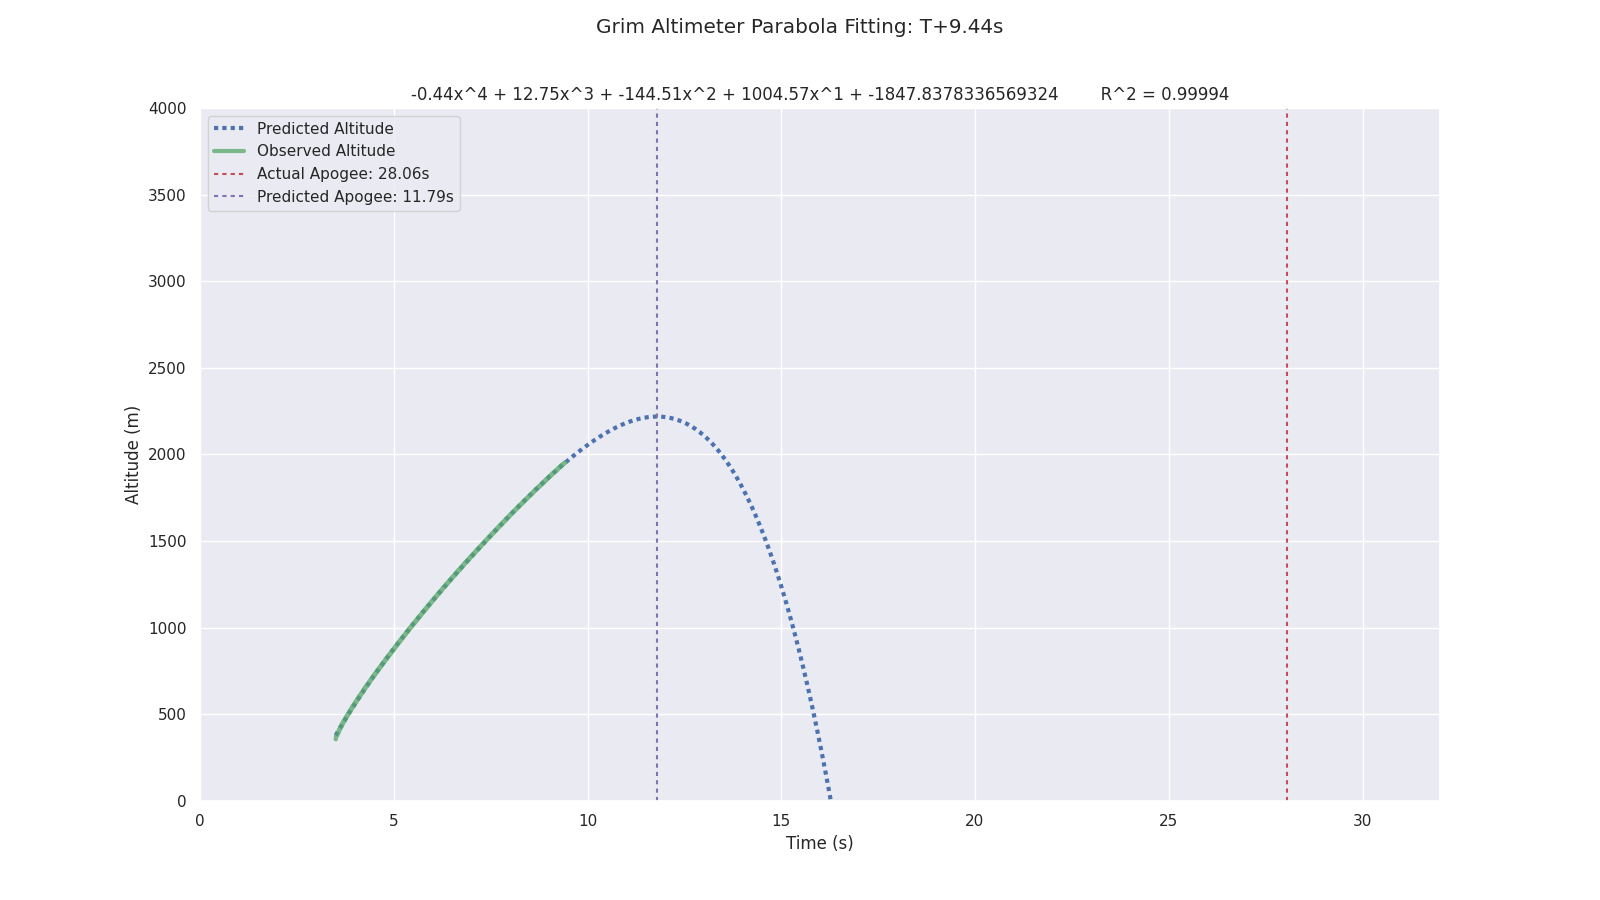 Grim Altimeter Parabola Fitting: T+9.44s
-0.44x^4 + 12.75x^3 + -144.51x^2 + 1004.57x^1 + -1847.8378336569324 R^2 = 0.99994
Predicted Altitude
Observed Altitude
Actual Apogee: 28.06s
Predicted Apogee: 11.79s
4000
3500
3000
2500
2000
1500
1000
500
0
Altitude (m)
0 5 10 15 20 25 30
Time (s)